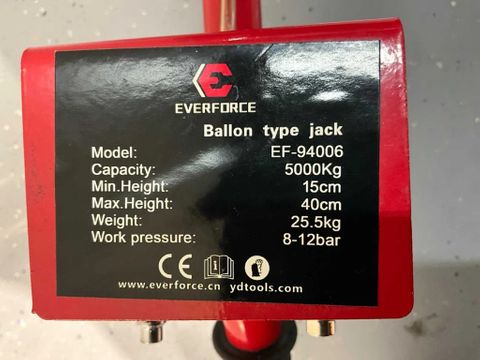 EVERFORCE
Ballon type jack
Model: EF-94006
Capacity: 5000Kg
Min.Height: 15cm
Max.Height: 40cm
Weight: 25.5kg
Work pressure: 8-12bar
CE
www.everforce.cn ydtools.com